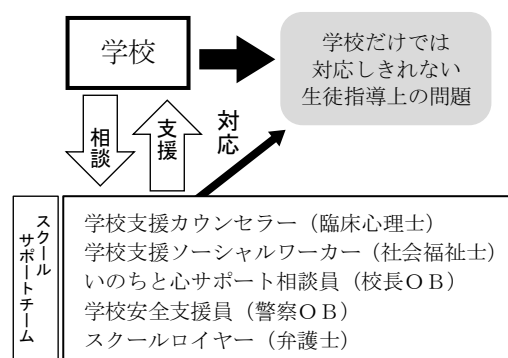 学校
学校だけでは
対応しきれない
生徒指導上の問題
相談
支援
対応
スクール
サポートチーム
学校支援カウンセラー（臨床心理士）
学校支援ソーシャルワーカー（社会福祉士）
いのちと心サポート相談員（校長ＯＢ）
学校安全支援員（警察ＯＢ）
スクールロイヤー（弁護士）